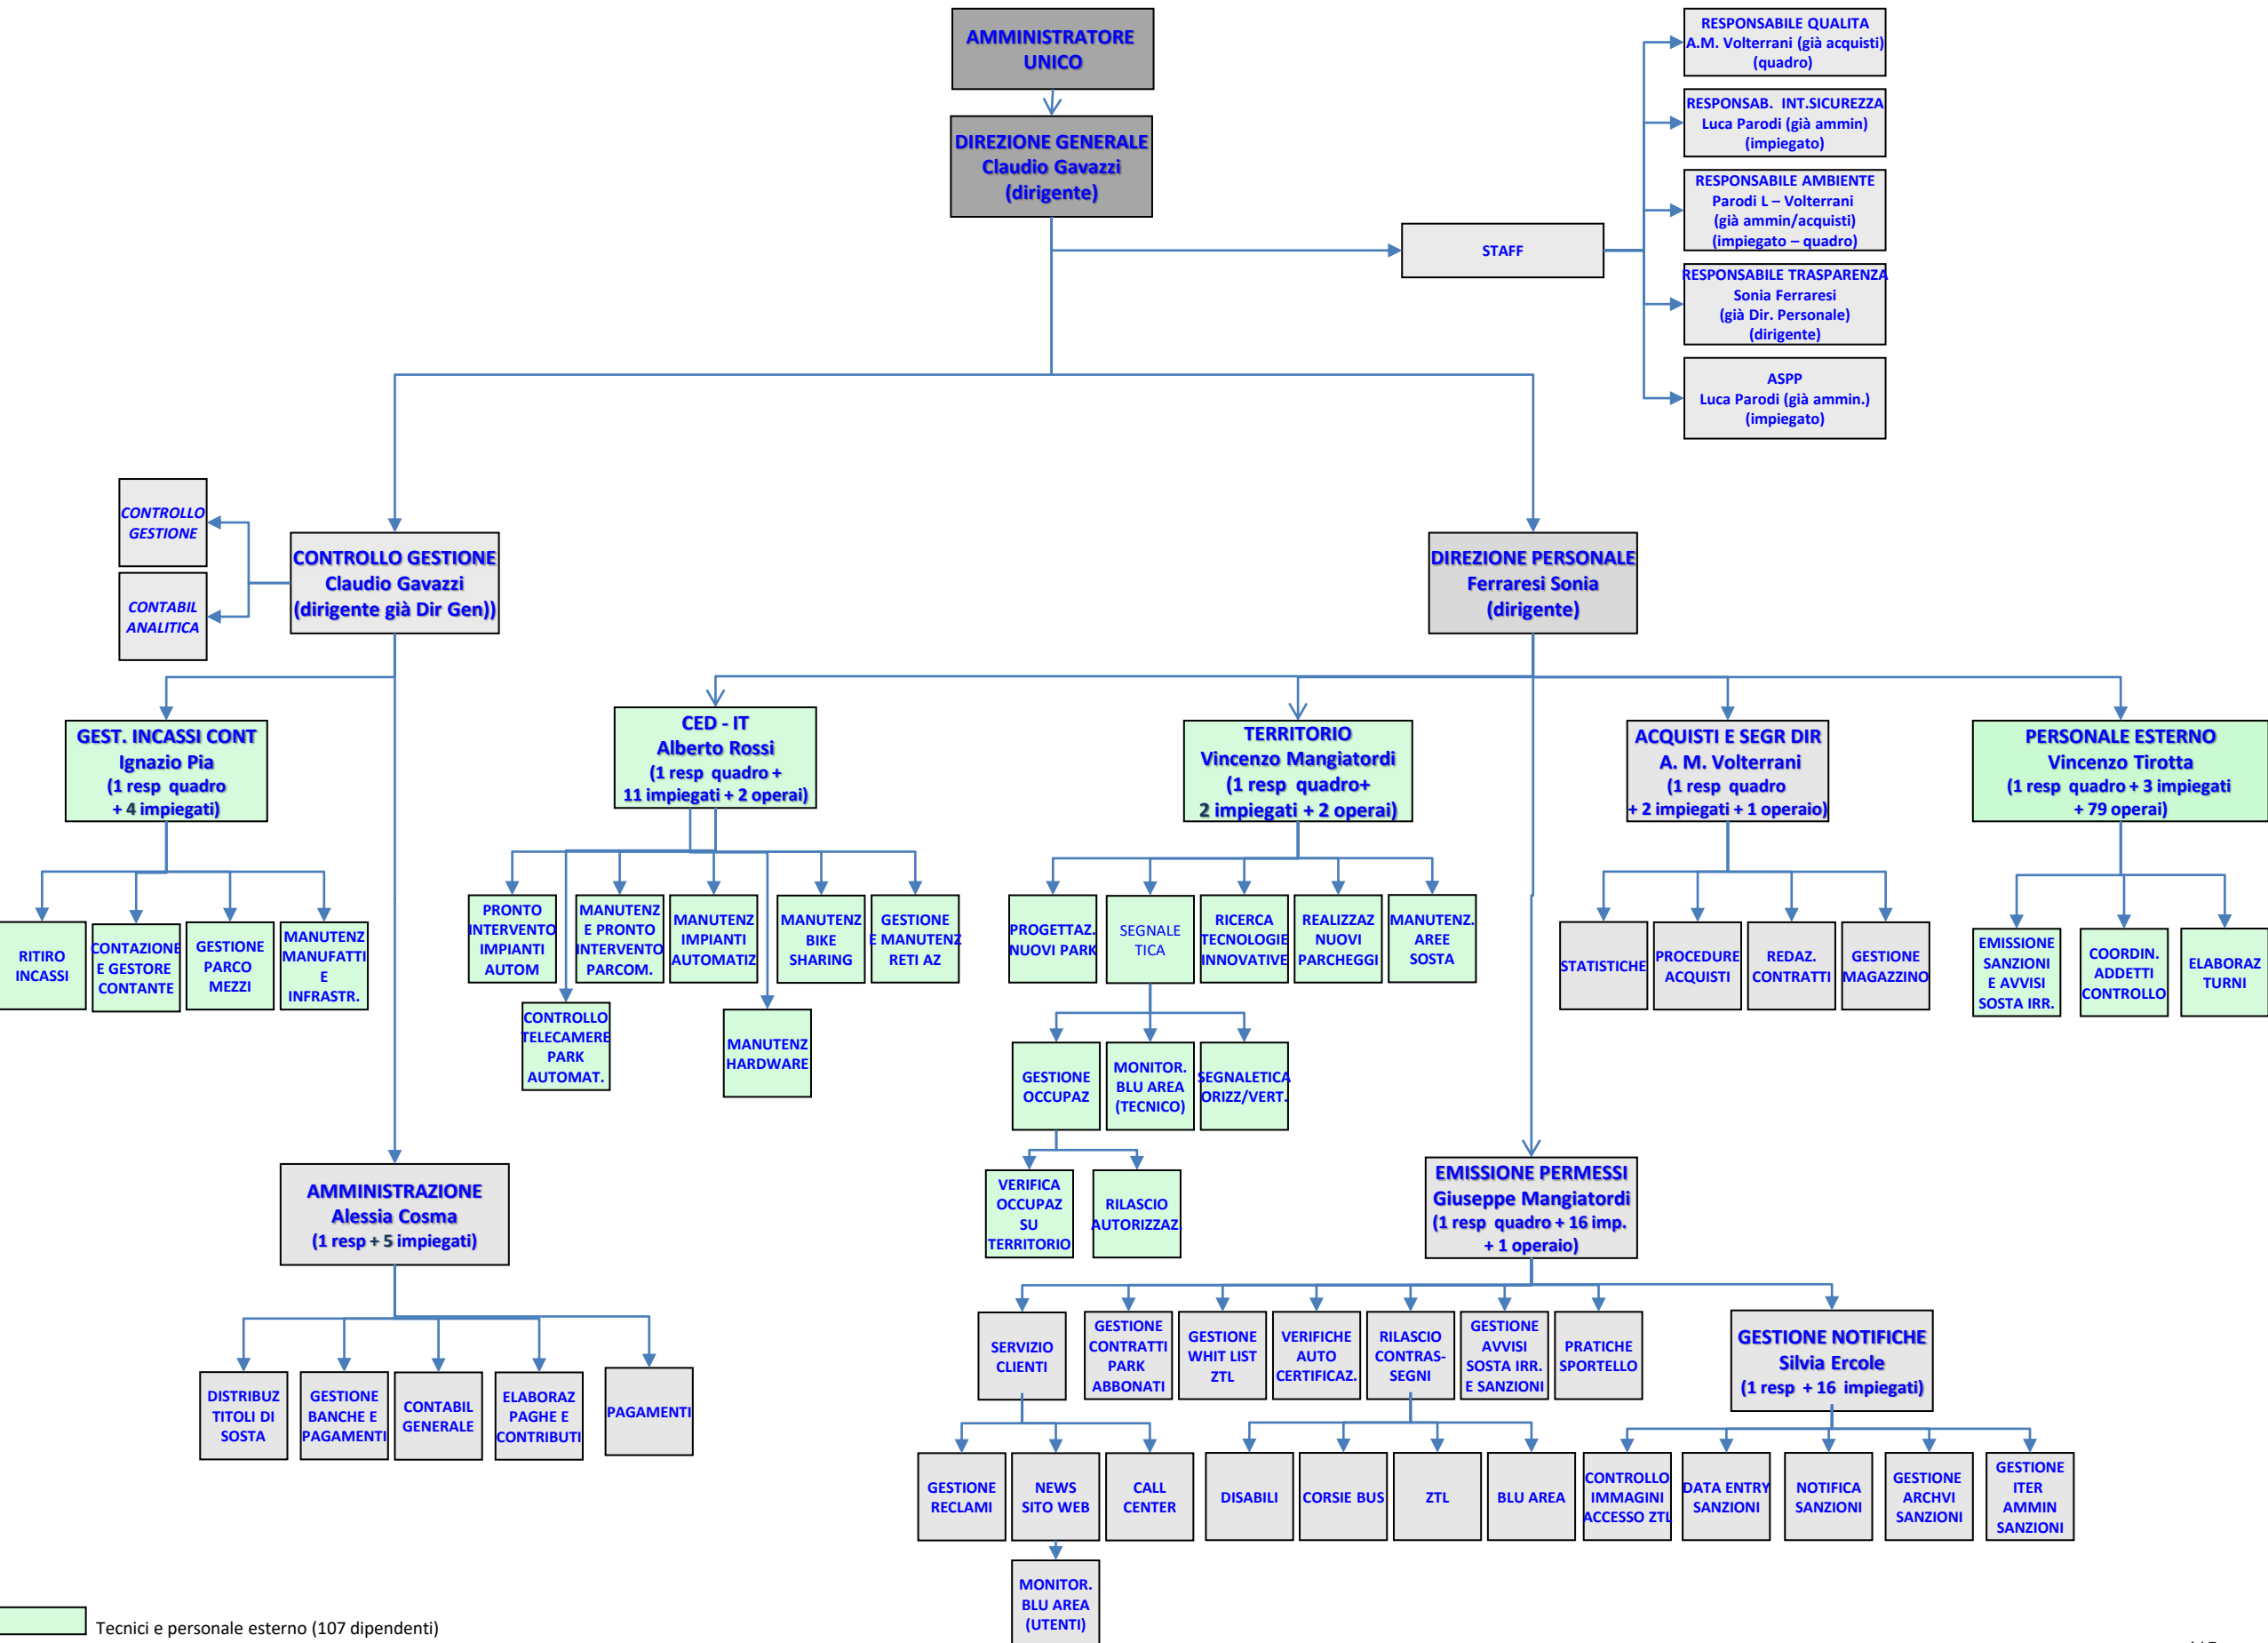 AMMINISTRATORE
UNICO
DIREZIONE GENERALE
Claudio Gavazzi
(dirigente)
STAFF
RESPONSABILE QUALITA
A.M. Volterrani (già acquisti)
(quadro)
RESPONSAB. INT.SICUREZZA
Luca Parodi (già ammin)
(impiegato)
RESPONSABILE AMBIENTE
Parodi L – Volterrani
(già ammin/acquisti)
(impiegato – quadro)
RESPONSABILE TRASPARENZA
Sonia Ferraresi
(già Dir. Personale)
(dirigente)
ASPP
Luca Parodi (già ammin.)
(impiegato)
CONTROLLO
GESTIONE
CONTABIL
ANALITICA
CONTROLLO GESTIONE
Claudio Gavazzi
(dirigente già Dir Gen))
DIREZIONE PERSONALE
Ferraresi Sonia
(dirigente)
GEST. INCASSI CONT
Ignazio Pia
(1 resp quadro
+ 4 impiegati)
CED - IT
Alberto Rossi
(1 resp quadro +
11 impiegati + 2 operai)
TERRITORIO
Vincenzo Mangiatordi
(1 resp quadro+
2 impiegati + 2 operai)
ACQUISTI E SEGR DIR
A. M. Volterrani
(1 resp quadro
+ 2 impiegati + 1 operaio)
PERSONALE ESTERNO
Vincenzo Tirotta
(1 resp quadro + 3 impiegati
+ 79 operai)
RITIRO
INCASSI
CONTAZIONE
E GESTORE
CONTANTE
GESTIONE
PARCO
MEZZI
MANUTENZ
MANUFATTI
E
INFRASTR.
PRONTO
INTERVENTO
IMPIANTI
AUTOM
MANUTENZ
E PRONTO
INTERVENTO
PARCOM.
MANUTENZ
IMPIANTI
AUTOMATIZ
MANUTENZ
BIKE
SHARING
GESTIONE
E MANUTENZ
RETI AZ
CONTROLLO
TELECAMERE
PARK
AUTOMAT.
MANUTENZ
HARDWARE
PROGETTAZ.
NUOVI PARK
SEGNALE
TICA
RICERCA
TECNOLOGIE
INNOVATIVE
REALIZZAZ
NUOVI
PARCHEGGI
MANUTENZ.
AREE
SOSTA
STATISTICHE
PROCEDURE
ACQUISTI
REDAZ.
CONTRATTI
GESTIONE
MAGAZZINO
EMISSIONE
SANZIONI
E AVVISI
SOSTA IRR.
COORDIN.
ADDETTI
CONTROLLO
ELABORAZ
TURNI
GESTIONE
OCCUPAZ
MONITOR.
BLU AREA
(TECNICO)
SEGNALETICA
ORIZZ/VERT.
VERIFICA
OCCUPAZ
SU
TERRITORIO
RILASCIO
AUTORIZZAZ.
AMMINISTRAZIONE
Alessia Cosma
(1 resp + 5 impiegati)
EMISSIONE PERMESSI
Giuseppe Mangiatordi
(1 resp quadro + 16 imp.
+ 1 operaio)
DISTRIBUZ
TITOLI DI
SOSTA
GESTIONE
BANCHE E
PAGAMENTI
CONTABIL
GENERALE
ELABORAZ
PAGHE E
CONTRIBUTI
PAGAMENTI
SERVIZIO
CLIENTI
GESTIONE
CONTRATTI
PARK
ABBONATI
GESTIONE
WHIT LIST
ZTL
VERIFICHE
AUTO
CERTIFICAZ.
RILASCIO
CONTRAS-
SEGNI
GESTIONE
AVVISI
SOSTA IRR.
E SANZIONI
PRATICHE
SPORTELLO
GESTIONE NOTIFICHE
Silvia Ercole
(1 resp + 16 impiegati)
GESTIONE
RECLAMI
NEWS
SITO WEB
CALL
CENTER
DISABILI
CORSIE BUS
ZTL
BLU AREA
CONTROLLO
IMMAGINI
ACCESSO ZTL
DATA ENTRY
SANZIONI
NOTIFICA
SANZIONI
GESTIONE
ARCHVI
SANZIONI
GESTIONE
ITER
AMMIN
SANZIONI
MONITOR.
BLU AREA
(UTENTI)
Tecnici e personale esterno (107 dipendenti)